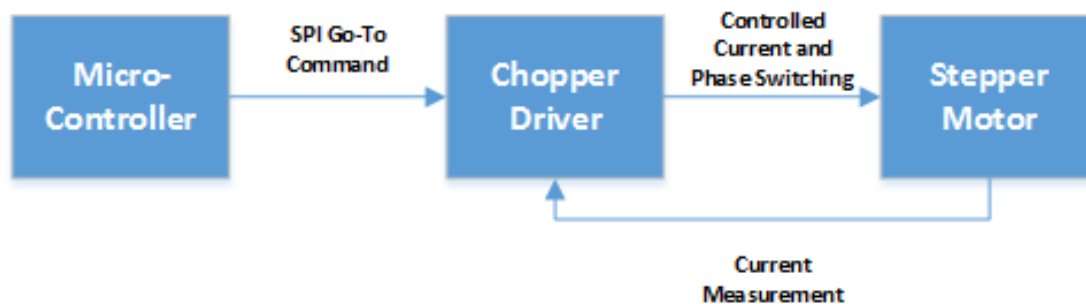 Micro-
Controller
SPI Go-To
Command
Chopper
Driver
Controlled
Current and
Phase Switching
Stepper
Motor
Current
Measurement